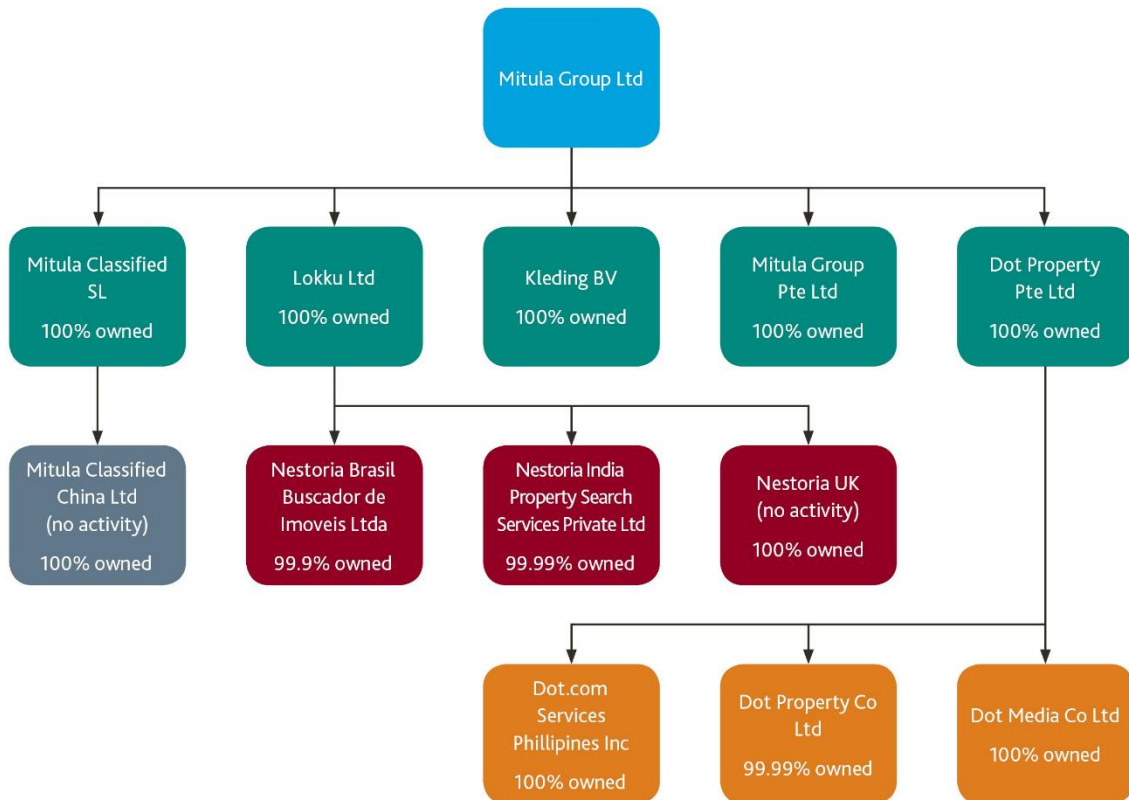 Mitula Group Ltd
Mitula Classified
SL
100% owned
Lokku Ltd
100% owned
Kleding BV
100% owned
Mitula Group
Pte Ltd
100% owned
Dot Property
Pte Ltd
100% owned
Mitula Classified
China Ltd
(no activity)
100% owned
Nestoria Brasil
Buscador de
Imoveis Ltda
99.9% owned
Nestoria India
Property Search
Services Private Ltd
99.99% owned
Nestoria UK
(no activity)
100% owned
Dot.com
Services
Phillipines Inc
100% owned
Dot Property Co
Ltd
99.99% owned
Dot Media Co Ltd
100% owned